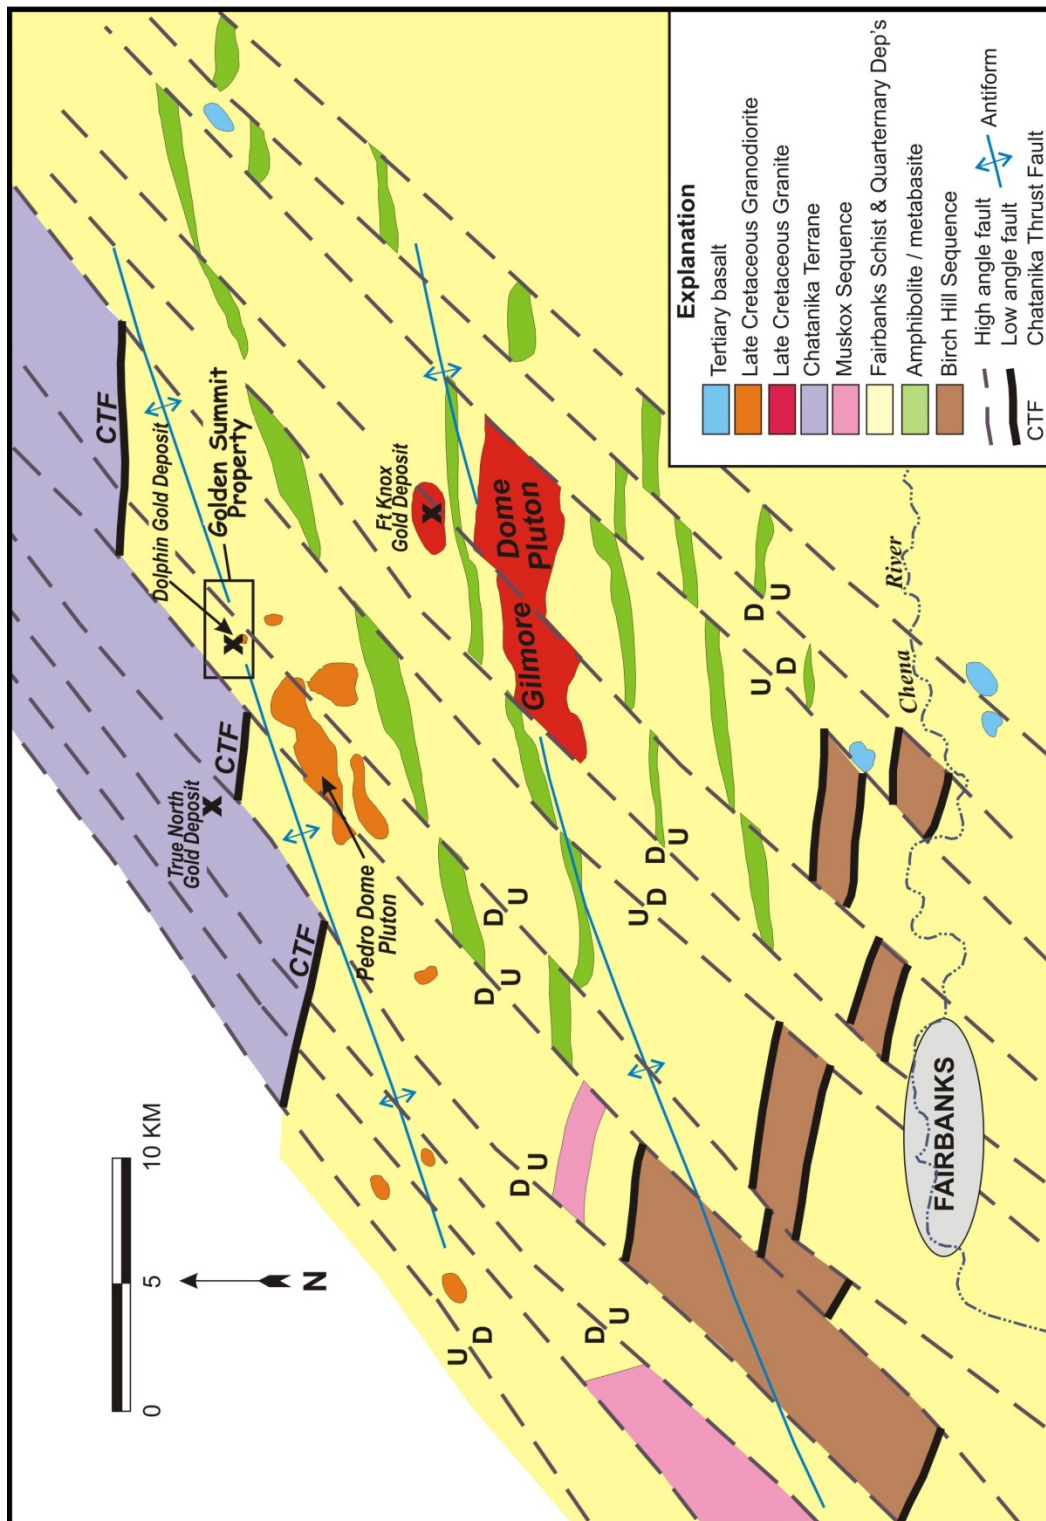 True North
Gold Deposit
Dolphin Gold Deposit
Golden Summit
Property
CTF
CTF
CTF
Pedro Dome
Pluton
Ft Knox
Gold Deposit
Gilmore Dome
Pluton
0 5 10 KM
N
U
D
D
U
D
U
D
U
D
U
U
D
D
U
U
D
D
U
Chena River
FAIRBANKS
Explanation
Tertiary basalt
Late Cretaceous Granodiorite
Late Cretaceous Granite
Chatanika Terrane
Muskox Sequence
Fairbanks Schist & Quarternary Dep's
Amphibolite / metabasite
Birch Hill Sequence
High angle fault Antiform
Low angle fault
CTF Chatanika Thrust Fault